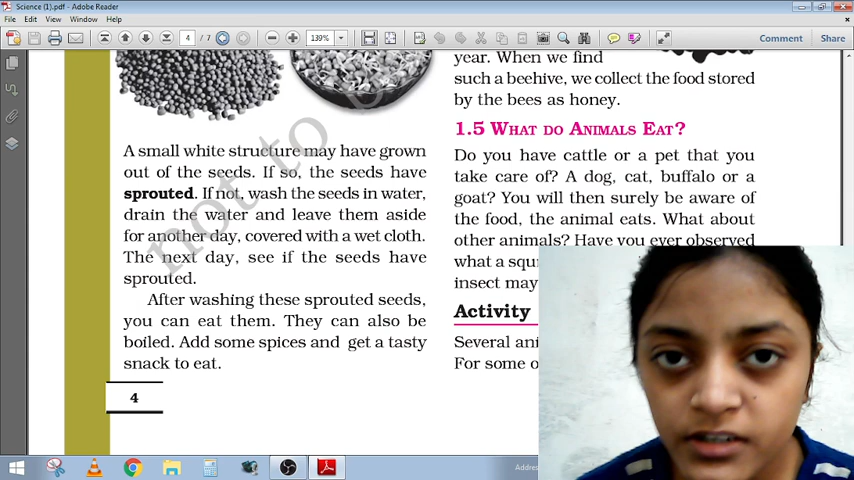 Science (1).pdf - Adobe Reader
File Edit View Window Help
4 / 7
139%
Comment
Share
A small white structure may have grown
out of the seeds. If so, the seeds have
sprouted. If not, wash the seeds in water,
drain the water and leave them aside
for another day, covered with a wet cloth.
The next day, see if the seeds have
sprouted.
After washing these sprouted seeds,
you can eat them. They can also be
boiled. Add some spices and get a tasty
snack to eat.
4
not to
year. When we find
such a beehive, we collect the food stored
by the bees as honey.
1.5 WHAT DO ANIMALS EAT?
Do you have cattle or a pet that you
take care of? A dog, cat, buffalo or a
goat? You will then surely be aware of
the food, the animal eats. What about
other animals? Have you ever observed
what a
insect may
Activity
Several
For some